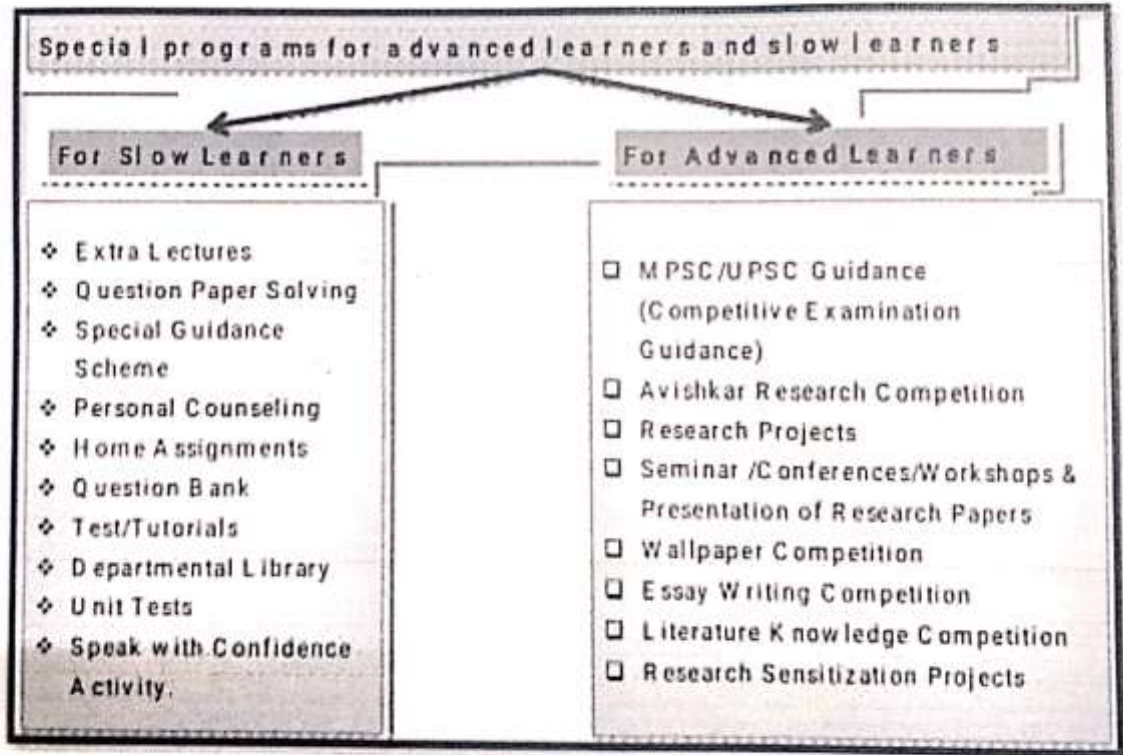 Special programs for advanced learners and slow learners
For Slow Learners
❖ Extra Lectures
❖ Question Paper Solving
❖ Special Guidance
Scheme
❖ Personal Counseling
❖ Home Assignments
❖ Question Bank
❖ Test/Tutorials
❖ Departmental Library
❖ Unit Tests
❖ Speak with Confidence
Activity.
For Advanced Learners
❑ MPSC/UPSC Guidance
(Competitive Examination
Guidance)
❑ Avishkar Research Competition
❑ Research Projects
❑ Seminar /Conferences/Workshops &
Presentation of Research Papers
❑ Wallpaper Competition
❑ Essay Writing Competition
❑ Literature Knowledge Competition
❑ Research Sensitization Projects